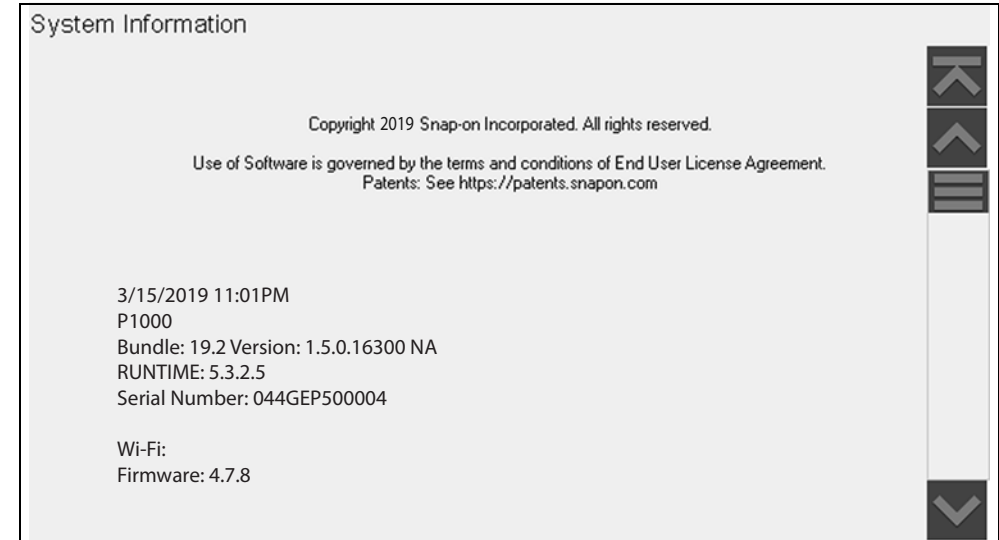 System Information
Copyright 2019 Snap-on Incorporated. All rights reserved.
Use of Software is governed by the terms and conditions of End User License Agreement.
Patents: See https://patents.snapon.com
3/15/2019 11:01PM
P1000
Bundle: 19.2 Version: 1.5.0.16300 NA
RUNTIME: 5.3.2.5
Serial Number: 044GEP500004
Wi-Fi:
Firmware: 4.7.8